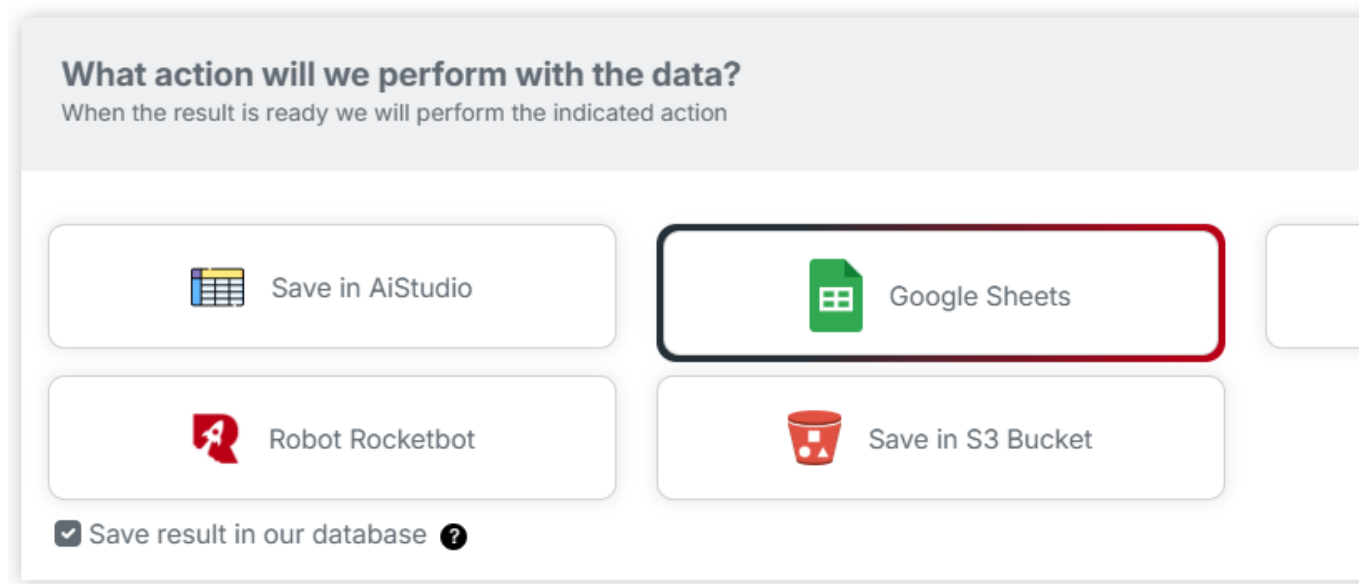 What action will we perform with the data?
When the result is ready we will perform the indicated action
Save in AiStudio
Google Sheets
Robot Rocketbot
Save in S3 Bucket
Save result in our database ?